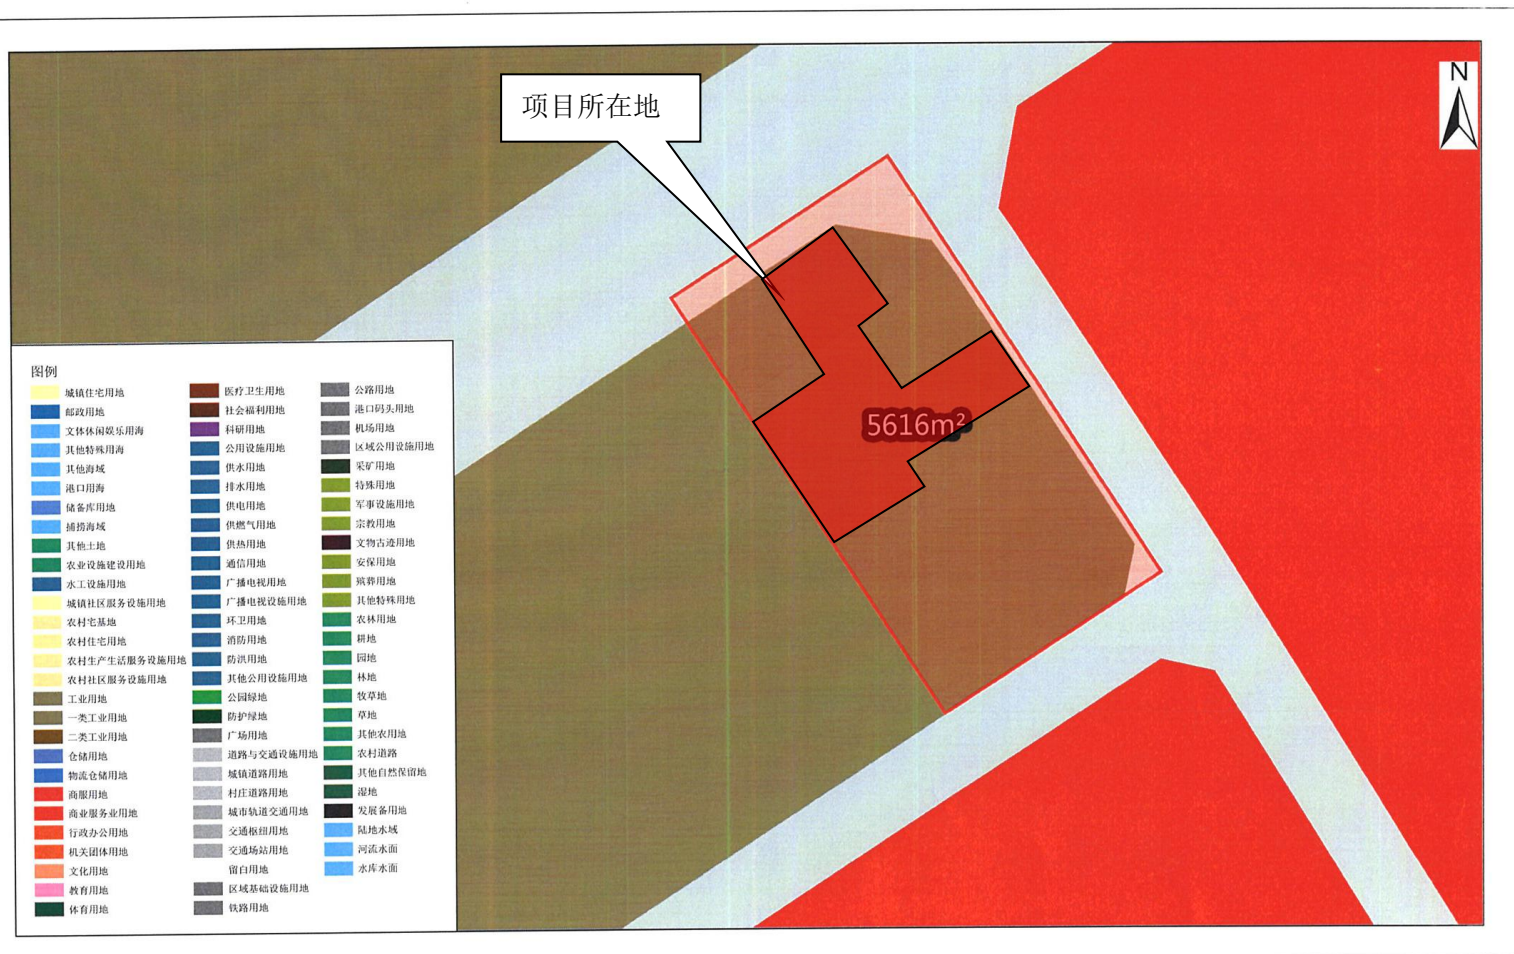 N
项目所在地
5616m²
图例
城镇住宅用地
邮政用地
文体休闲娱乐用海
其他特殊用海
其他海域
港口用海
储备库用地
捕捞海域
其他土地
农业设施建设用地
水工设施用地
城镇社区服务设施用地
农村宅基地
农村住宅用地
农村生产生活服务设施用地
农村社区服务设施用地
工业用地
一类工业用地
二类工业用地
仓储用地
物流仓储用地
商服用地
商业服务业用地
行政办公用地
机关团体用地
文化用地
教育用地
体育用地
医疗卫生用地
社会福利用地
科研用地
公用设施用地
供水用地
排水用地
供电用地
供燃气用地
供热用地
通信用地
广播电视用地
广播电视设施用地
环卫用地
消防用地
防洪用地
其他公用设施用地
公园绿地
防护绿地
广场用地
道路与交通设施用地
城镇道路用地
村庄道路用地
城市轨道交通用地
交通枢纽用地
交通场站用地
留白用地
区域基础设施用地
铁路用地
公路用地
港口码头用地
机场用地
区域公用设施用地
采矿用地
特殊用地
军事设施用地
宗教用地
文物古迹用地
安保用地
殡葬用地
其他特殊用地
农林用地
耕地
园地
林地
牧草地
草地
其他农用地
农村道路
其他自然保留地
湿地
发展备用地
陆地水域
河流水面
水库水面